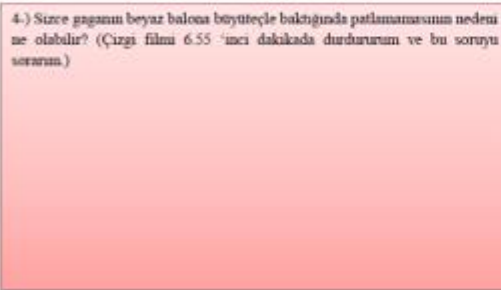 4-) Sizce gaganın beyaz balona büyüteçle baktığında patlamamasının nedeni
ne olabilir? (Çizgi filmi 6.55 ‘inci dakikada durdururum ve bu soruyu
sorarım.)